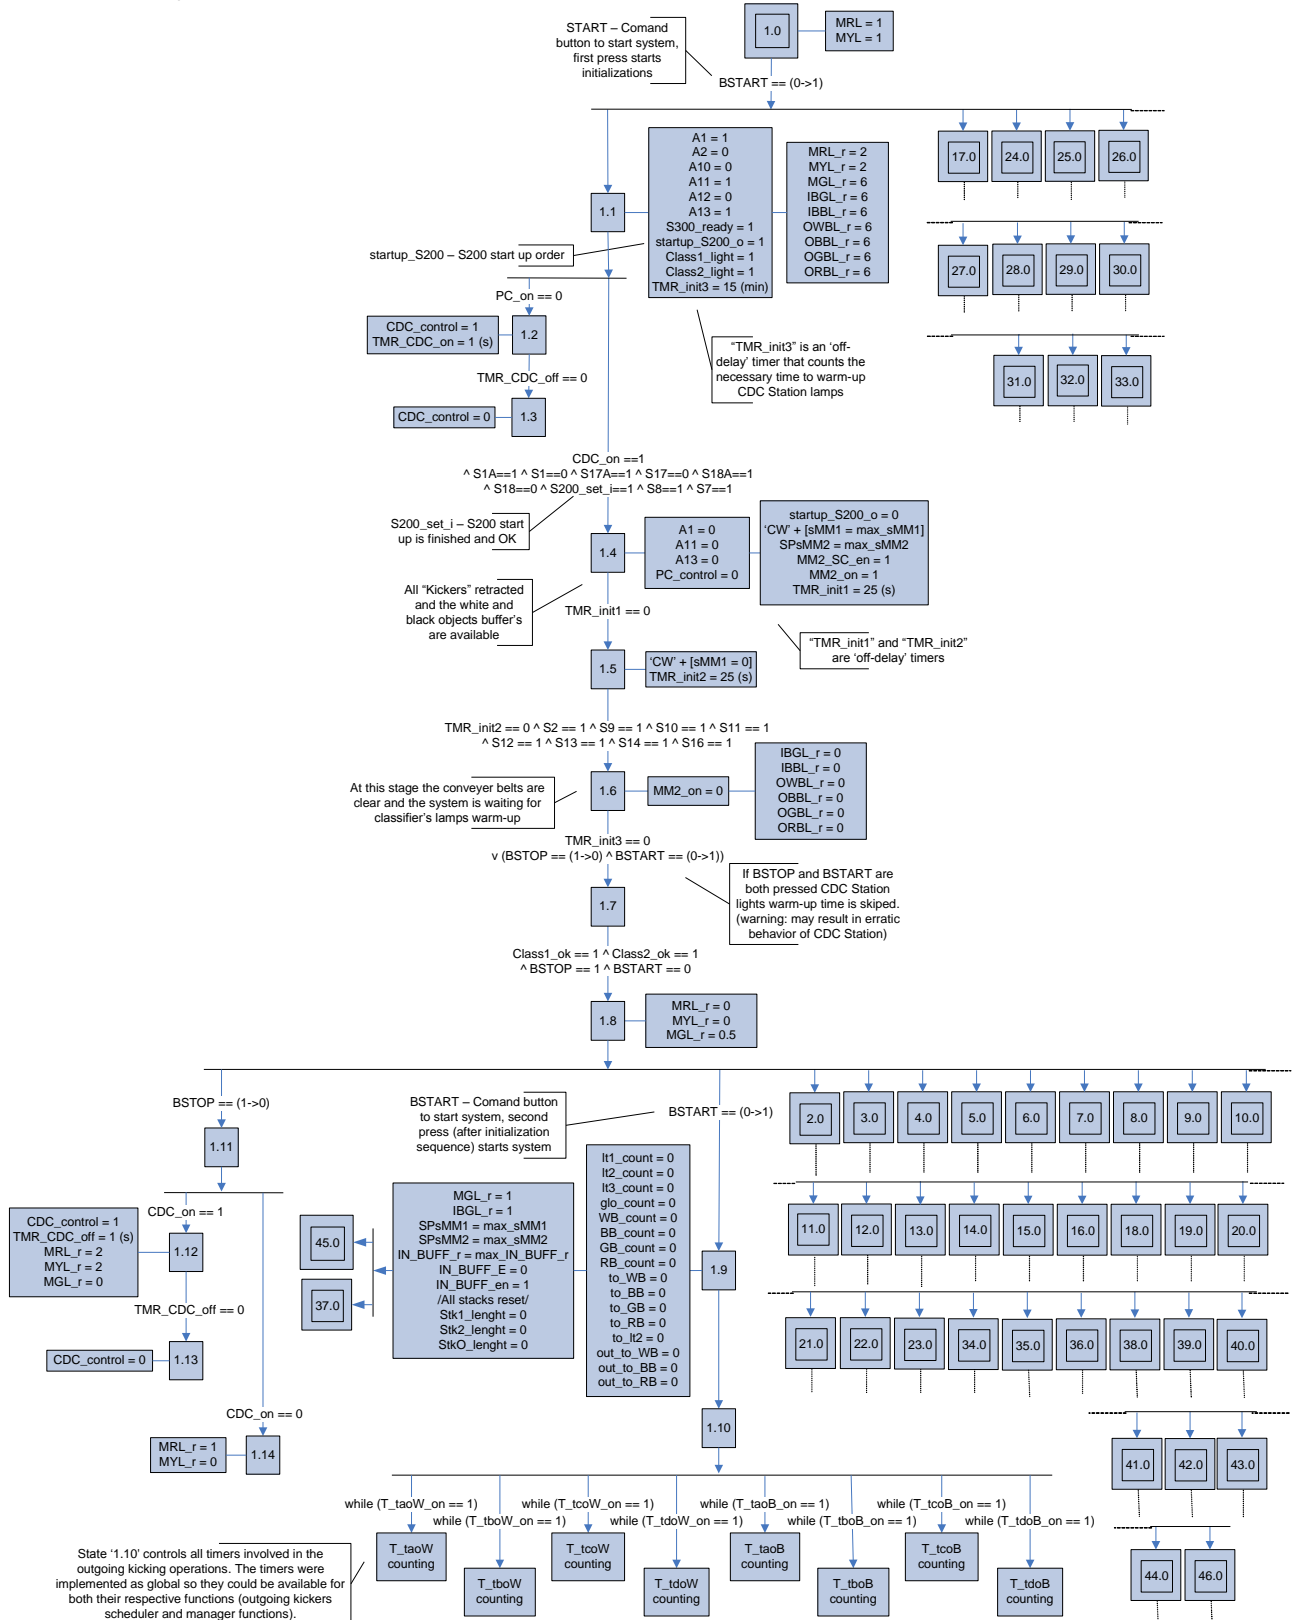 START – Comand
button to start system,
first press starts
initializations
1.0
MRL = 1
MYL = 1
BSTART == (0->1)
1.1
A1 = 1
A2 = 0
A10 = 0
A11 = 1
A12 = 0
A13 = 1
S300_ready = 1
startup_S200_o = 1
Class1_light = 1
Class2_light = 1
TMR_init3 = 15 (min)
MRL_r = 2
MYL_r = 2
MGL_r = 6
IBGL_r = 6
IBBL_r = 6
OWBL_r = 6
OBBL_r = 6
OGBL_r = 6
ORBL_r = 6
17.0
24.0
25.0
26.0
27.0
28.0
29.0
30.0
31.0
32.0
33.0
startup_S200 – S200 start up order
PC_on == 0
CDC_control = 1
TMR_CDC_on = 1 (s)
1.2
TMR_CDC_off == 0
CDC_control = 0
1.3
"TMR_init3" is an 'off-
delay' timer that counts the
necessary time to warm-up
CDC Station lamps
CDC_on ==1
^ S1A==1 ^ S1==0 ^ S17A==1 ^ S17==0 ^ S18A==1
^ S18==0 ^ S200_set_i==1 ^ S8==1 ^ S7==1
S200_set_i – S200 start
up is finished and OK
1.4
A1 = 0
A11 = 0
A13 = 0
PC_control = 0
startup_S200_o = 0
'CW' + [sMM1 = max_sMM1]
SPsMM2 = max_sMM2
MM2_SC_en = 1
MM2_on = 1
TMR_init1 = 25 (s)
All "Kickers" retracted
and the white and
black objects buffer's
are available
TMR_init1 == 0
"TMR_init1" and "TMR_init2"
are 'off-delay' timers
1.5
'CW' + [sMM1 = 0]
TMR_init2 = 25 (s)
TMR_init2 == 0 ^ S2 == 1 ^ S9 == 1 ^ S10 == 1 ^ S11 == 1
^ S12 == 1 ^ S13 == 1 ^ S14 == 1 ^ S16 == 1
At this stage the conveyer belts are
clear and the system is waiting for
classifier's lamps warm-up
1.6
MM2_on = 0
IBGL_r = 0
IBBL_r = 0
OWBL_r = 0
OBBL_r = 0
OGBL_r = 0
ORBL_r = 0
TMR_init3 == 0
v (BSTOP == (1->0) ^ BSTART == (0->1))
If BSTOP and BSTART are
both pressed CDC Station
lights warm-up time is skiped.
(warning: may result in erratic
behavior of CDC Station)
1.7
Class1_ok == 1 ^ Class2_ok == 1
^ BSTOP == 1 ^ BSTART == 0
1.8
MRL_r = 0
MYL_r = 0
MGL_r = 0.5
BSTOP == (1->0)
1.11
BSTART – Comand button
to start system, second
press (after initialization
sequence) starts system
BSTART == (0->1)
2.0
3.0
4.0
5.0
6.0
7.0
8.0
9.0
10.0
11.0
12.0
13.0
14.0
15.0
16.0
18.0
19.0
20.0
21.0
22.0
23.0
34.0
35.0
36.0
38.0
39.0
40.0
41.0
42.0
43.0
44.0
46.0
CDC_on == 1
CDC_control = 1
TMR_CDC_off = 1 (s)
MRL_r = 2
MYL_r = 2
MGL_r = 0
1.12
TMR_CDC_off == 0
CDC_control = 0
1.13
CDC_on == 0
MRL_r = 1
MYL_r = 0
1.14
45.0
37.0
MGL_r = 1
IBGL_r = 1
SPsMM1 = max_sMM1
SPsMM2 = max_sMM2
IN_BUFF_r = max_IN_BUFF_r
IN_BUFF_E = 0
IN_BUFF_en = 1
/All stacks reset/
Stk1_lenght = 0
Stk2_lenght = 0
StkO_lenght = 0
It1_count = 0
It2_count = 0
It3_count = 0
glo_count = 0
WB_count = 0
BB_count = 0
GB_count = 0
RB_count = 0
to_WB = 0
to_BB = 0
to_GB = 0
to_RB = 0
to_It2 = 0
out_to_WB = 0
out_to_BB = 0
out_to_RB = 0
1.9
1.10
while (T_taoW_on == 1)
while (T_tboW_on == 1)
while (T_tcoW_on == 1)
while (T_tdoW_on == 1)
while (T_taoB_on == 1)
while (T_tboB_on == 1)
while (T_tcoB_on == 1)
while (T_tdoB_on == 1)
T_taoW
counting
T_tboW
counting
T_tcoW
counting
T_tdoW
counting
T_taoB
counting
T_tboB
counting
T_tcoB
counting
T_tdoB
counting
State '1.10' controls all timers involved in the
outgoing kicking operations. The timers were
implemented as global so they could be available for
both their respective functions (outgoing kickers
scheduler and manager functions).